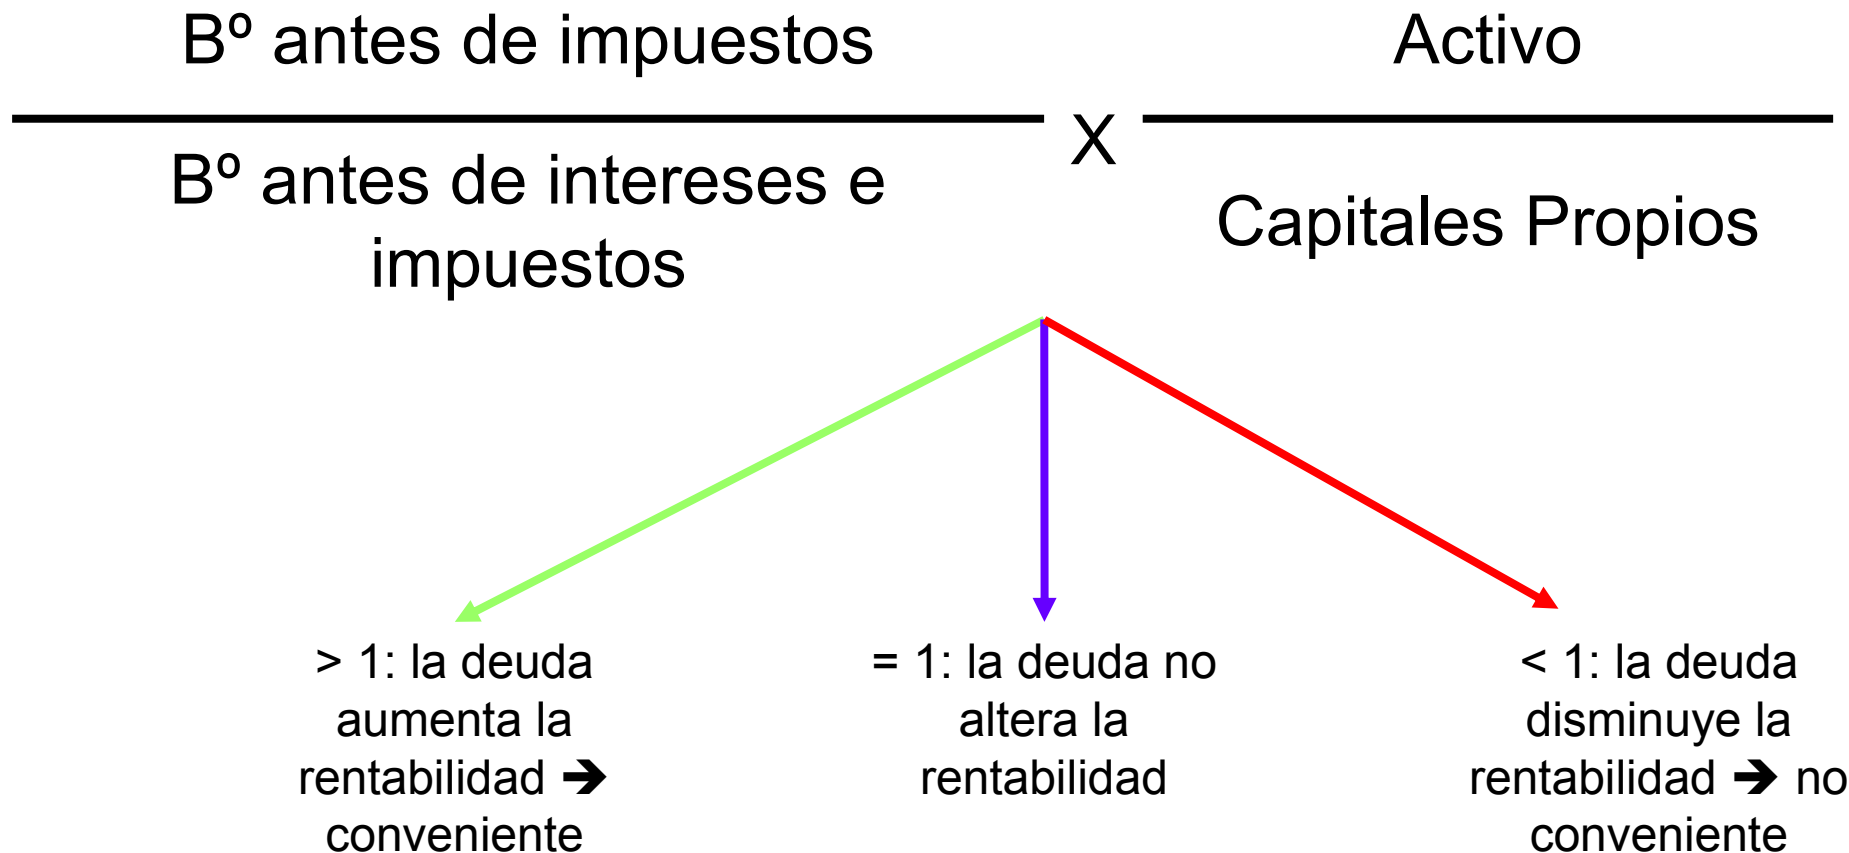 Bº antes de impuestos
Activo
X
Bº antes de intereses e
impuestos
Capitales Propios
> 1: la deuda
aumenta la
rentabilidad ➔
conveniente
= 1: la deuda no
altera la
rentabilidad
< 1: la deuda
disminuye la
rentabilidad ➔ no
conveniente